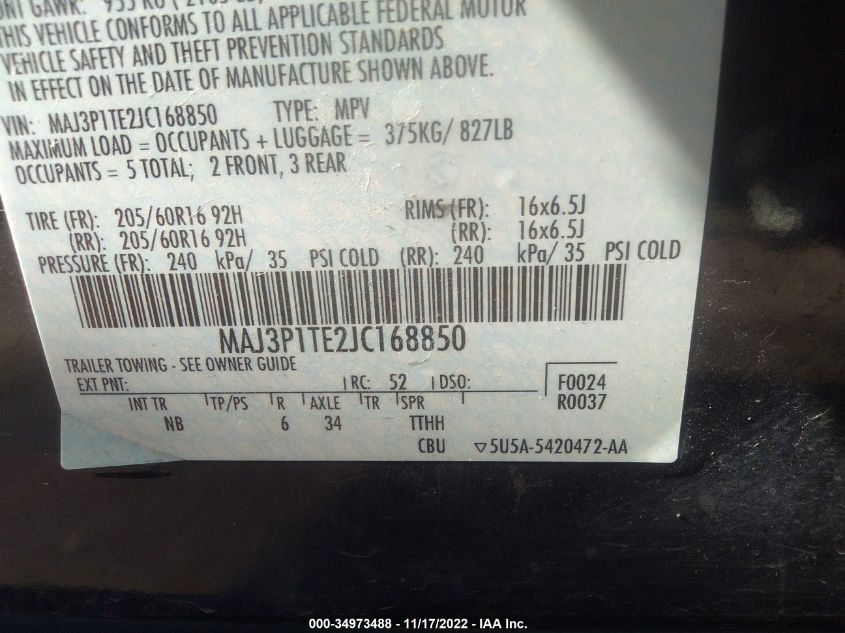 GAWR: 955 KG
THIS VEHICLE CONFORMS TO ALL APPLICABLE FEDERAL MOTOR
VEHICLE SAFETY AND THEFT PREVENTION STANDARDS
IN EFFECT ON THE DATE OF MANUFACTURE SHOWN ABOVE.
VIN: MAJ3P1TE2JC168850 TYPE: MPV
MAXIMUM LOAD = OCCUPANTS + LUGGAGE = 375KG/ 827LB
OCCUPANTS = 5 TOTAL; 2 FRONT, 3 REAR
TIRE (FR): 205/60R16 92H RIMS (FR): 16x6.5J
(RR): 205/60R16 92H (RR): 16x6.5J
PRESSURE (FR): 240 kPa/ 35 PSI COLD (RR): 240 kPa/ 35 PSI COLD
MAJ3P1TE2JC168850
TRAILER TOWING - SEE OWNER GUIDE
EXT PNT: RC: 52 DSO: F0024
INT TR TP/PS R AXLE TR SPR R0037
NB 6 34 TTHH
CBU ▽5U5A-5420472-AA
000-34973488 - 11/17/2022 - IAA Inc.